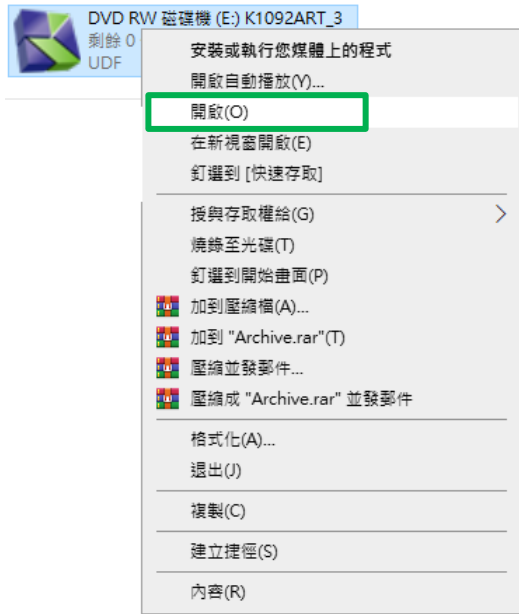 DVD RW 磁碟機 (E:) K1092ART_3
剩餘 0
UDF
安裝或執行您媒體上的程式
開啟自動播放(Y)...
開啟(O)
在新視窗開啟(E)
釘選到 [快速存取]
授與存取權給(G)
燒錄至光碟(T)
釘選到開始畫面(P)
加到壓縮檔(A)...
加到 "Archive.rar"(T)
壓縮並發郵件...
壓縮成 "Archive.rar" 並發郵件
格式化(A)...
退出(J)
複製(C)
建立捷徑(S)
內容(R)